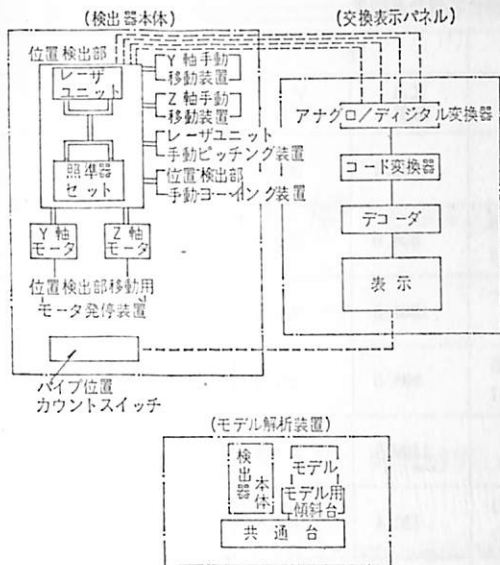 (検出器本体)
位置検出部
レーザ
ユニット
照準器
セット
Y軸手動
移動装置
Z軸手動
移動装置
レーザユニット
手動ピッチング装置
位置検出部
手動ヨーイング装置
Y軸
モータ
Z軸
モータ
位置検出部移動用
モータ発停装置
パイプ位置
カウントスイッチ
(交換表示パネル)
アナグロ/ディジタル変換器
コード変換器
デコーダ
表示
(モデル解析装置)
検出器
本体
モデル
モデル用
傾斜台
共通台